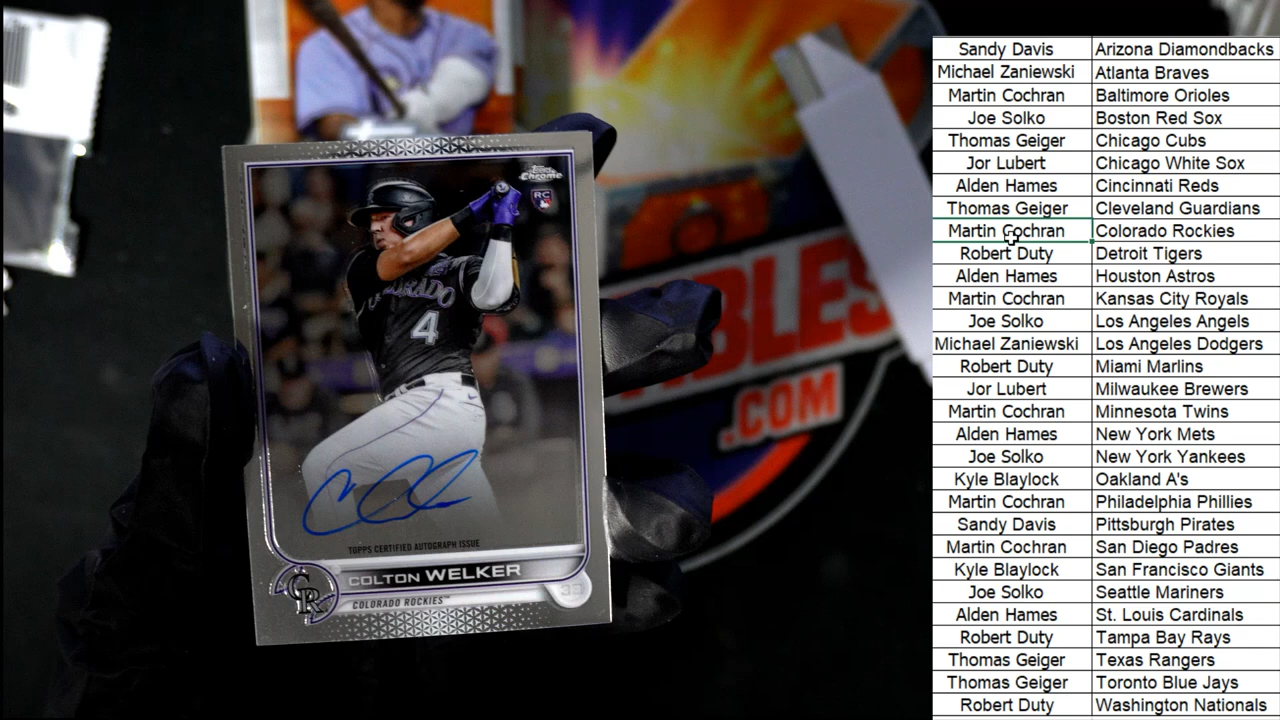 Topps
Chrome
RC
COLORADO
4
TOPPS CERTIFIED AUTOGRAPH ISSUE
COLTON WELKER
3B
CR
COLORADO ROCKIES™
BLES
.COM
Sandy Davis Arizona Diamondbacks
Michael Zaniewski Atlanta Braves
Martin Cochran Baltimore Orioles
Joe Solko Boston Red Sox
Thomas Geiger Chicago Cubs
Jor Lubert Chicago White Sox
Alden Hames Cincinnati Reds
Thomas Geiger Cleveland Guardians
Martin Cochran Colorado Rockies
Robert Duty Detroit Tigers
Alden Hames Houston Astros
Martin Cochran Kansas City Royals
Joe Solko Los Angeles Angels
Michael Zaniewski Los Angeles Dodgers
Robert Duty Miami Marlins
Jor Lubert Milwaukee Brewers
Martin Cochran Minnesota Twins
Alden Hames New York Mets
Joe Solko New York Yankees
Kyle Blaylock Oakland A's
Martin Cochran Philadelphia Phillies
Sandy Davis Pittsburgh Pirates
Martin Cochran San Diego Padres
Kyle Blaylock San Francisco Giants
Joe Solko Seattle Mariners
Alden Hames St. Louis Cardinals
Robert Duty Tampa Bay Rays
Thomas Geiger Texas Rangers
Thomas Geiger Toronto Blue Jays
Robert Duty Washington Nationals